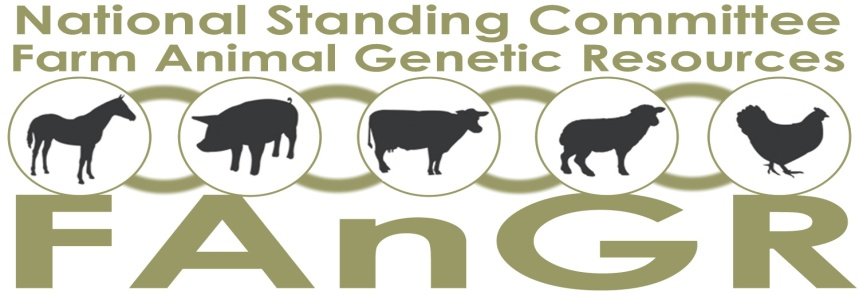 National Standing Committee
Farm Animal Genetic Resources
FAnGR